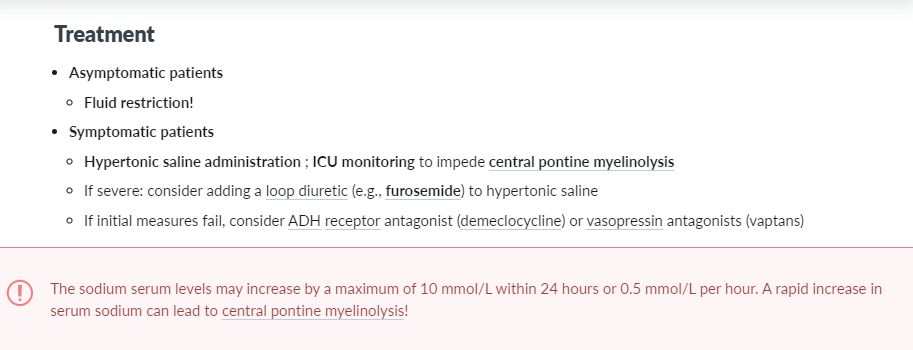 Treatment
• Asymptomatic patients
○ Fluid restriction!
• Symptomatic patients
○ Hypertonic saline administration ; ICU monitoring to impede central pontine myelinolysis
○ If severe: consider adding a loop diuretic (e.g., furosemide) to hypertonic saline
○ If initial measures fail, consider ADH receptor antagonist (demeclocycline) or vasopressin antagonists (vaptans)
! The sodium serum levels may increase by a maximum of 10 mmol/L within 24 hours or 0.5 mmol/L per hour. A rapid increase in
serum sodium can lead to central pontine myelinolysis!